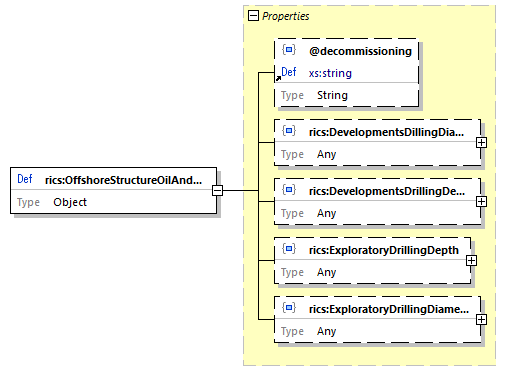 Properties
@decommissioning
Def xs:string
Type String
rics:DevelopmentsDillingDia...
Type Any
rics:DevelopmentsDrillingDe...
Type Any
Def rics:OffshoreStructureOilAnd...
Type Object
rics:ExploratoryDrillingDepth
Type Any
rics:ExploratoryDrillingDiame...
Type Any